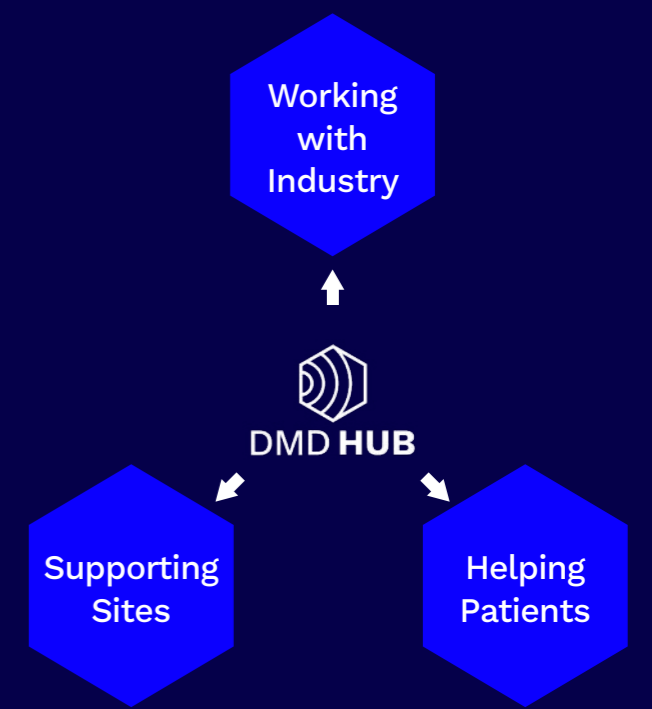 Working
with
Industry
DMD HUB
Supporting
Sites
Helping
Patients